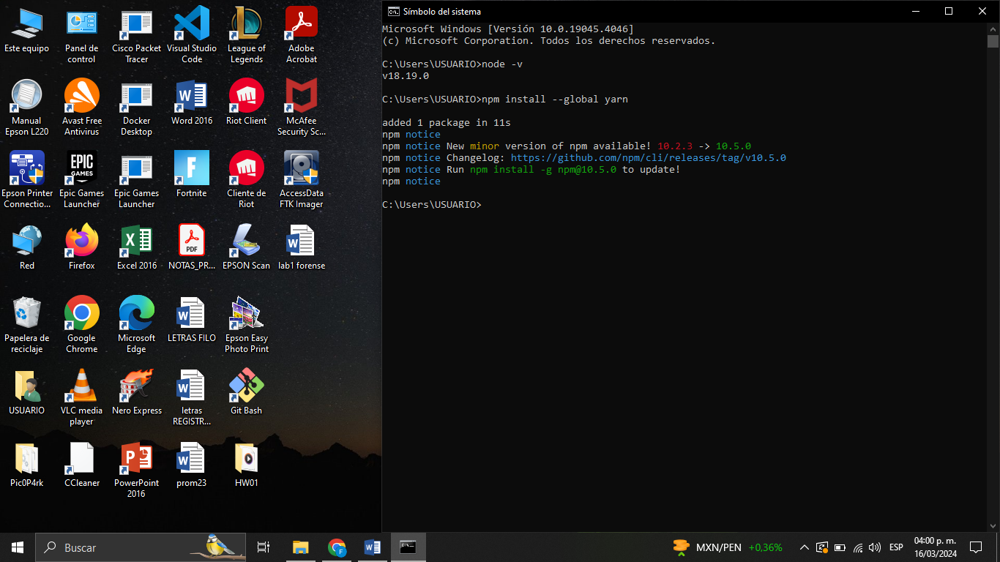 Este equipo
Panel de control
Cisco Packet Tracer
Visual Studio Code
League of Legends
Adobe Acrobat
Manual Epson L220
Avast Free Antivirus
Docker Desktop
Word 2016
Riot Client
McAfee Security Sc...
Epson Printer Connectio...
EPIC GAMES
Epic Games Launcher
Epic Games Launcher
Fortnite
Cliente de Riot
AccessData FTK Imager
Red
Firefox
Excel 2016
PDF
NOTAS_PR...
EPSON Scan
lab1 forense
Papelera de reciclaje
Google Chrome
Microsoft Edge
LETRAS FILO
Epson Easy Photo Print
USUARIO
VLC media player
Nero Express
letras REGISTR...
Git Bash
Pic0P4rk
CCleaner
PowerPoint 2016
prom23
HW01
Símbolo del sistema
Microsoft Windows [Versión 10.0.19045.4046]
(c) Microsoft Corporation. Todos los derechos reservados.
C:\Users\USUARIO>node -v
v18.19.0
C:\Users\USUARIO>npm install --global yarn
added 1 package in 11s
npm notice
npm notice New minor version of npm available! 10.2.3 -> 10.5.0
npm notice Changelog: https://github.com/npm/cli/releases/tag/v10.5.0
npm notice Run npm install -g npm@10.5.0 to update!
npm notice
C:\Users\USUARIO>
Buscar
MXN/PEN +0,36%
ESP
04:00 p. m.
16/03/2024